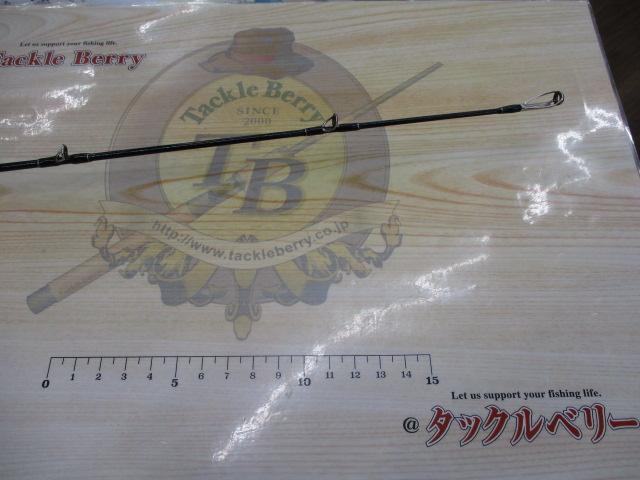 Let us support your fishing life.
Tackle Berry
Tackle Berry
SINCE
2000
TB
http://www.tackleberry.co.jp
0 1 2 3 4 5 6 7 8 9 10 11 12 13 14 15
Let us support your fishing life.
@タックルベリー